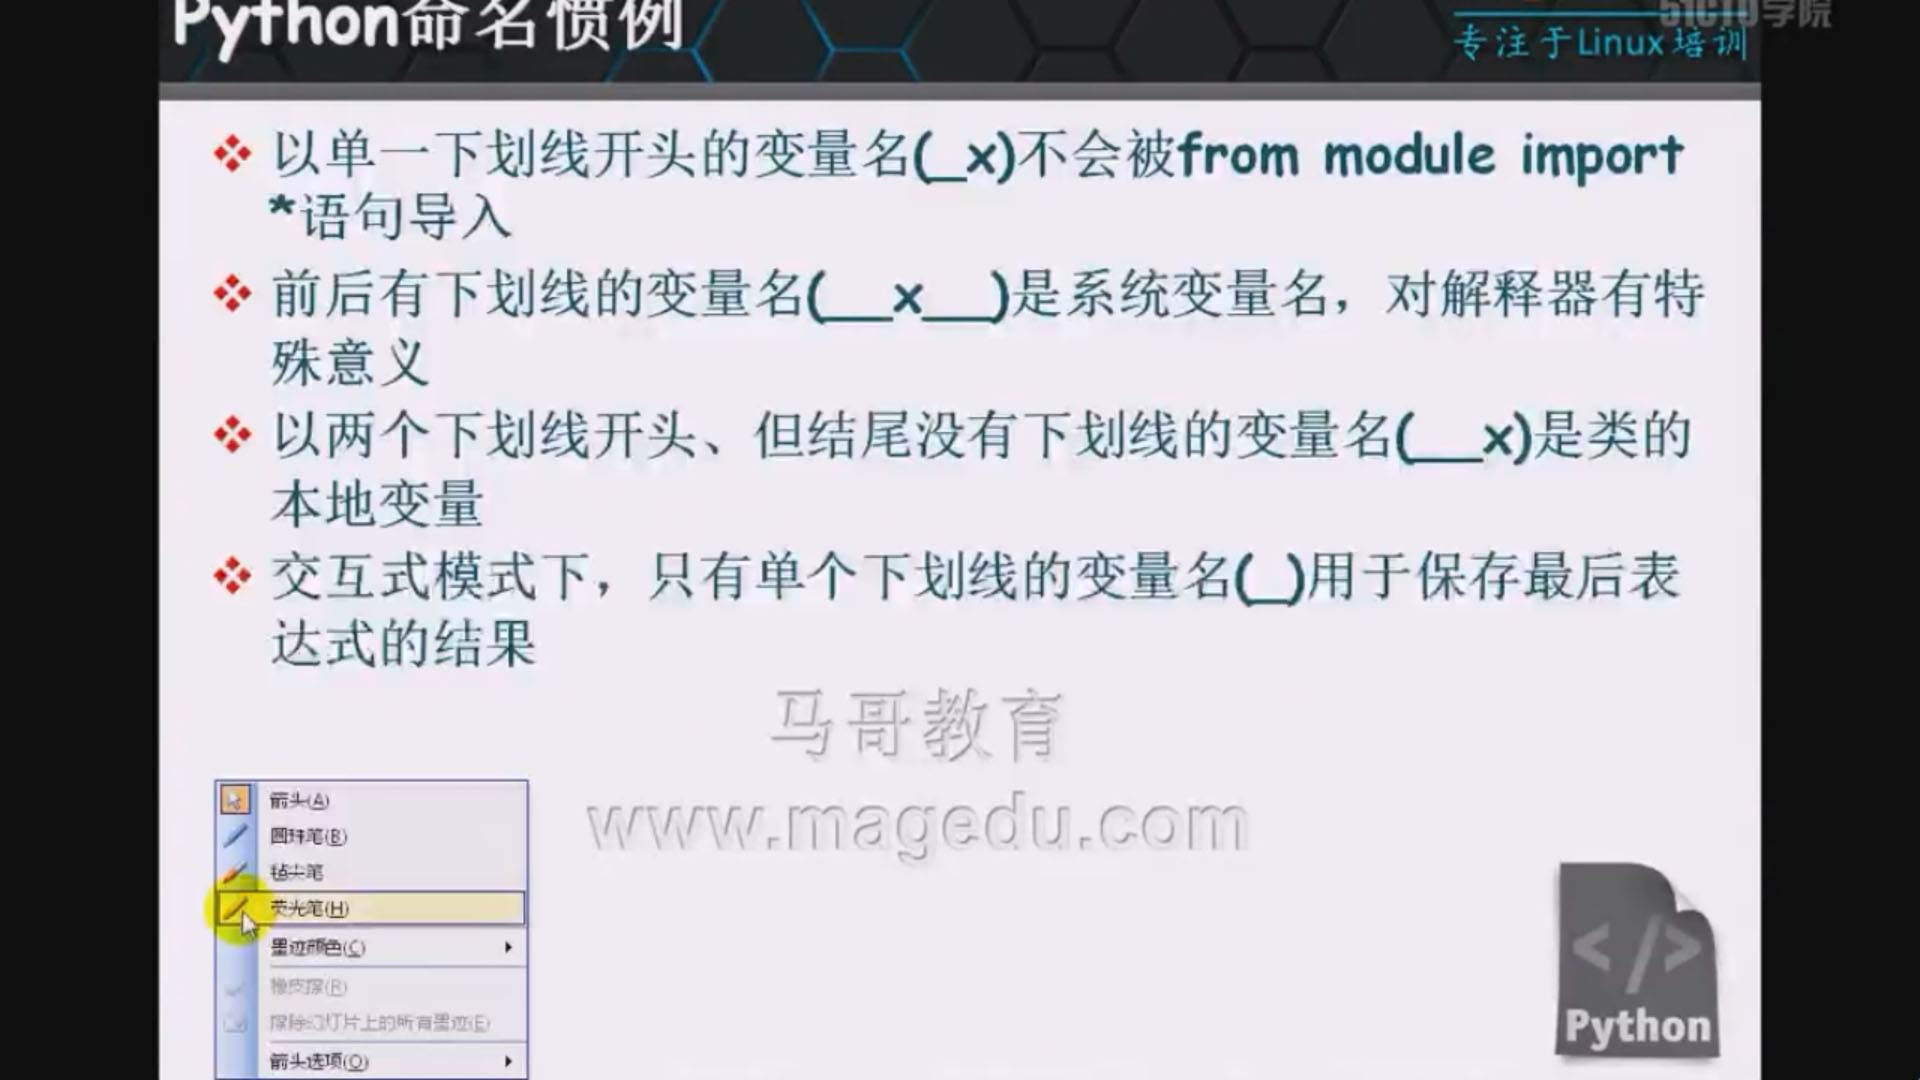 Python命名惯例
51CTO学院
专注于Linux培训
以单一下划线开头的变量名(_x)不会被from module import
*语句导入
前后有下划线的变量名(__x__)是系统变量名，对解释器有特
殊意义
以两个下划线开头、但结尾没有下划线的变量名(__x)是类的
本地变量
交互式模式下，只有单个下划线的变量名(_)用于保存最后表
达式的结果
马哥教育
www.magedu.com
箭头(A)
圆珠笔(B)
毡尖笔
荧光笔(H)
墨迹颜色(C)
橡皮擦(R)
擦除幻灯片上的所有墨迹(E)
箭头选项(O)
</>
Python